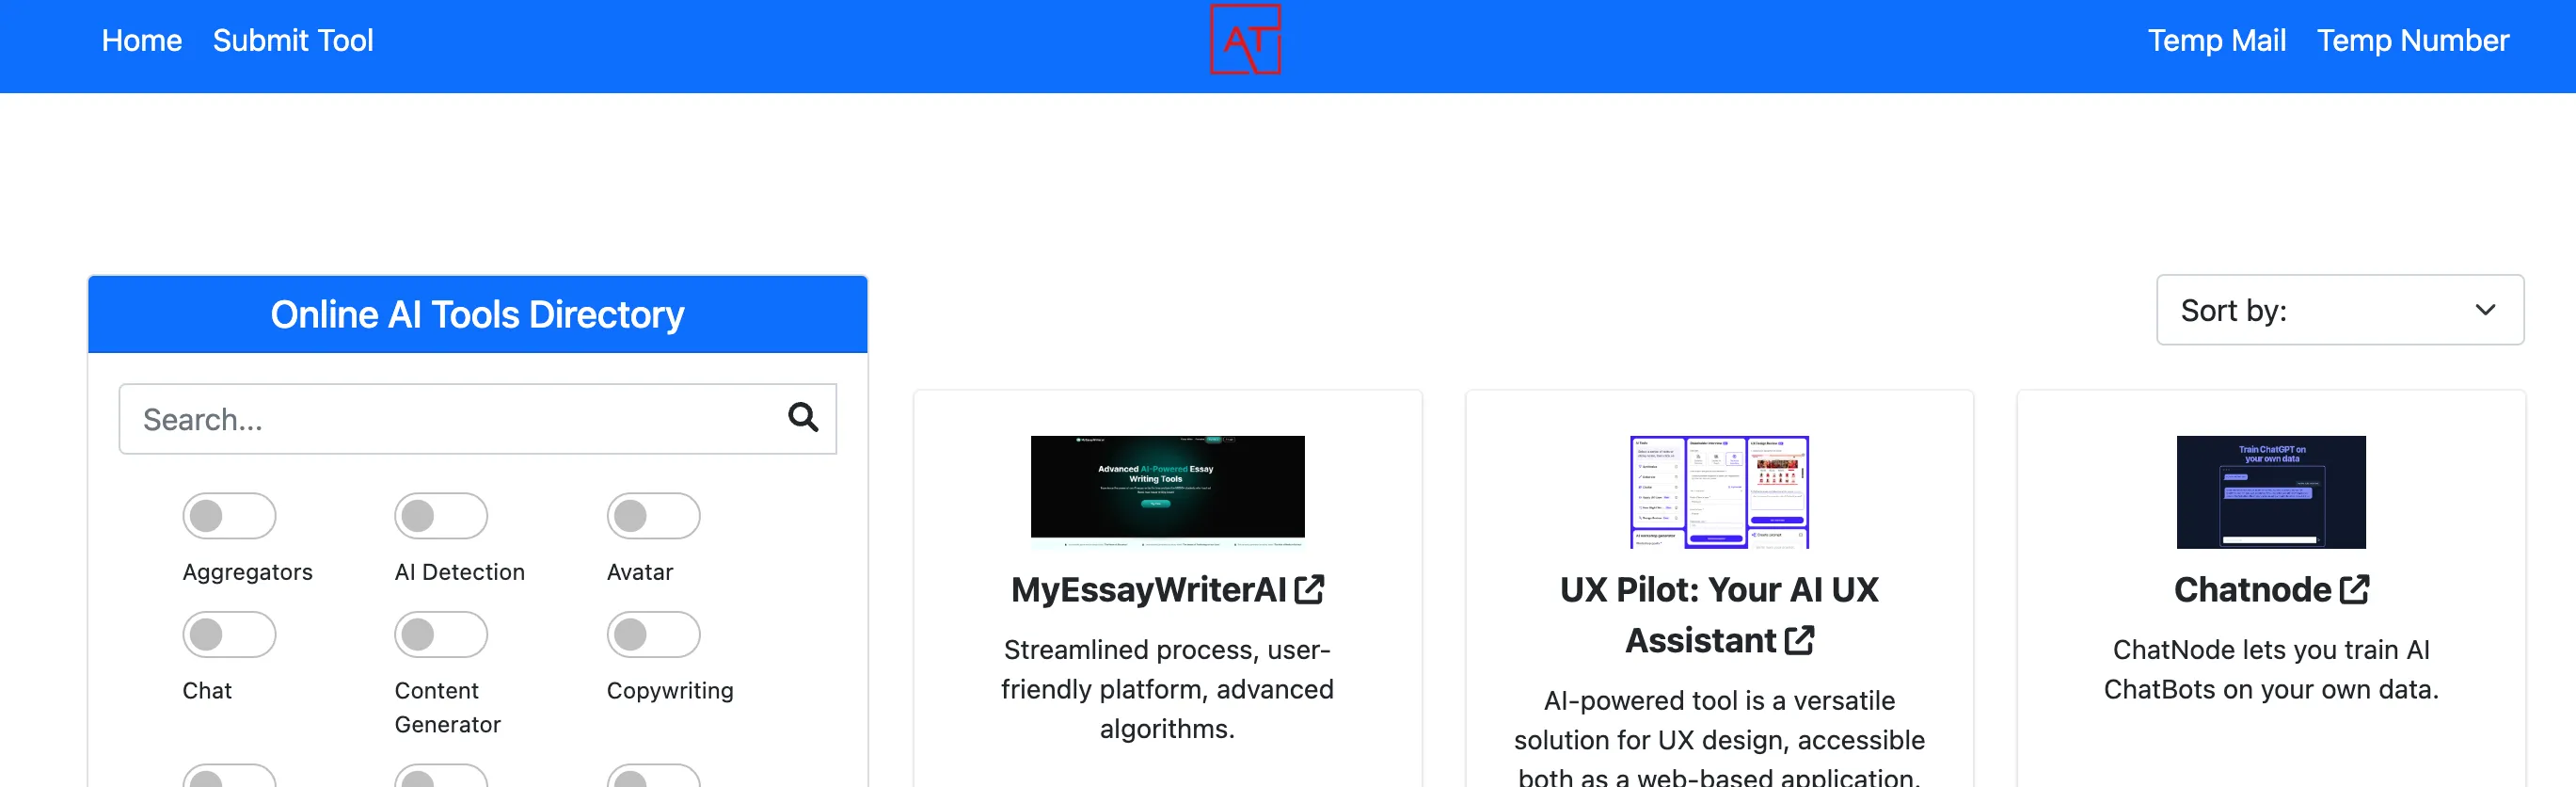 Home Submit Tool
AT
Temp Mail Temp Number
Online AI Tools Directory
Search...
Aggregators
AI Detection
Avatar
Chat
Content
Generator
Copywriting
Sort by:
Advanced AI-Powered Essay
Writing Tools
MyEssayWriterAI
Streamlined process, user-
friendly platform, advanced
algorithms.
UX Pilot: Your AI UX
Assistant
AI-powered tool is a versatile
solution for UX design, accessible
both as a web-based application.
Train ChatGPT on
your own data
Chatnode
ChatNode lets you train AI
ChatBots on your own data.